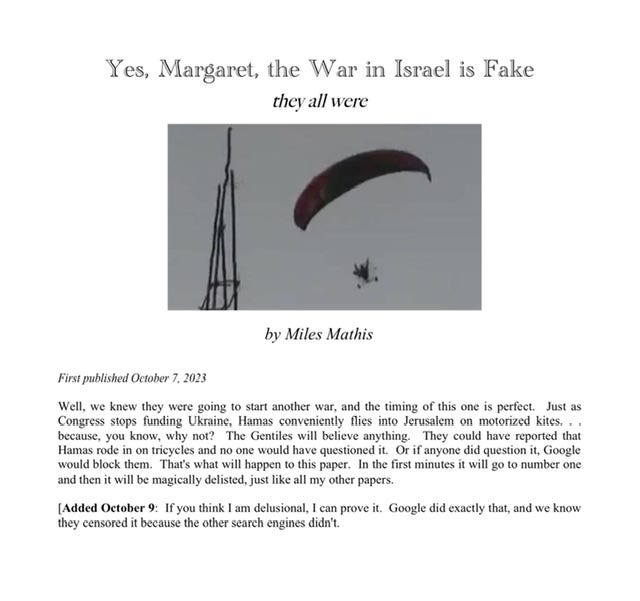 Yes, Margaret, the War in Israel is Fake
they all were
by Miles Mathis
First published October 7, 2023
Well, we knew they were going to start another war, and the timing of this one is perfect.  Just as
Congress stops funding Ukraine, Hamas conveniently flies into Jerusalem on motorized kites. . .
because, you know, why not?  The Gentiles will believe anything.  They could have reported that
Hamas rode in on tricycles and no one would have questioned it.  Or if anyone did question it, Google
would block them.  That's what will happen to this paper.  In the first minutes it will go to number one
and then it will be magically delisted, just like all my other papers.
[Added October 9:  If you think I am delusional, I can prove it.  Google did exactly that, and we know
they censored it because the other search engines didn't.